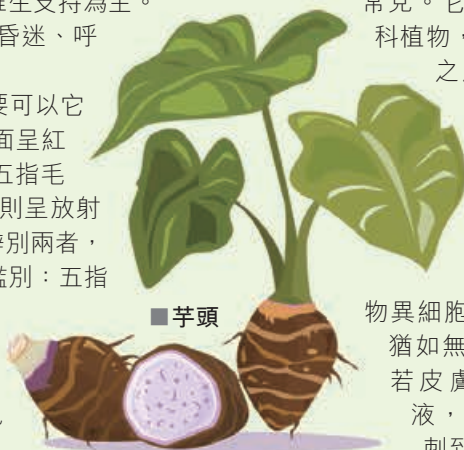 維生支持為主。
昏迷、呼
要可以它
面呈紅
五指毛
則呈放射
辨別兩者，
鑑別：五指
■芋頭
常見。它
科植物，
之
物異細胞
猶如無
若皮膚
液，
刺到